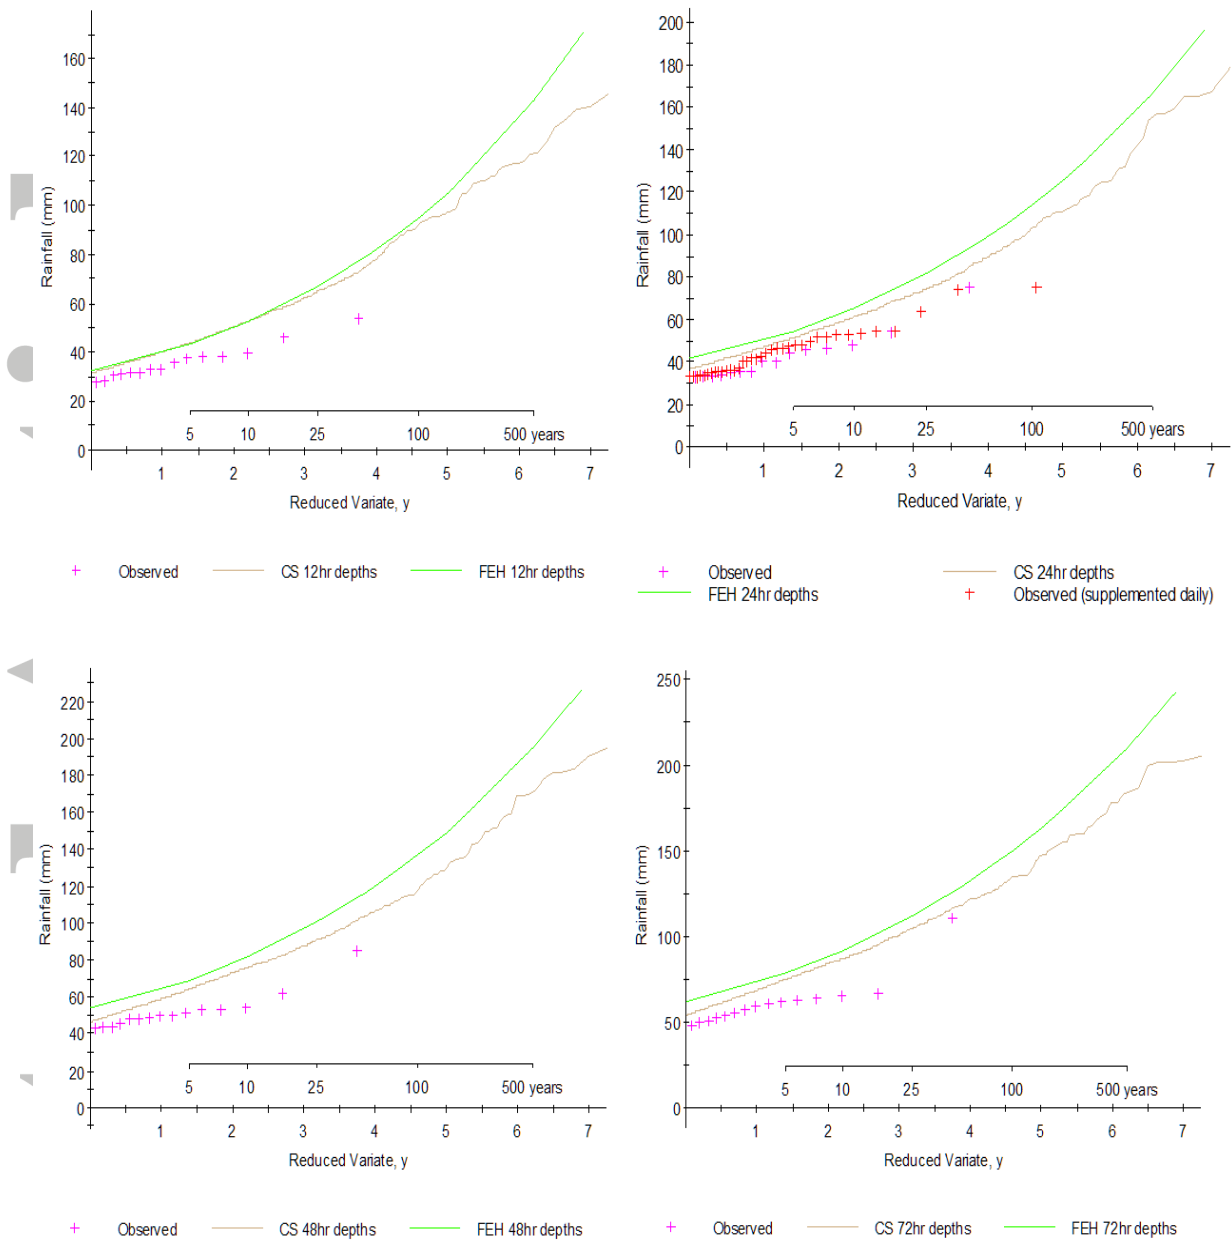 160
140
120
100
80
60
40
20
0
Rainfall (mm)
5 10 25 100 500 years
1 2 3 4 5 6 7
Reduced Variate, y
Observed CS 12hr depths FEH 12hr depths
200
180
160
140
120
100
80
60
40
20
0
Rainfall (mm)
5 10 25 100 500 years
1 2 3 4 5 6 7
Reduced Variate, y
Observed CS 24hr depths
FEH 24hr depths Observed (supplemented daily)
220
200
180
160
140
120
100
80
60
40
20
0
Rainfall (mm)
5 10 25 100 500 years
1 2 3 4 5 6 7
Reduced Variate, y
Observed CS 48hr depths FEH 48hr depths
250
200
150
100
50
0
Rainfall (mm)
5 10 25 100 500 years
1 2 3 4 5 6 7
Reduced Variate, y
Observed CS 72hr depths FEH 72hr depths